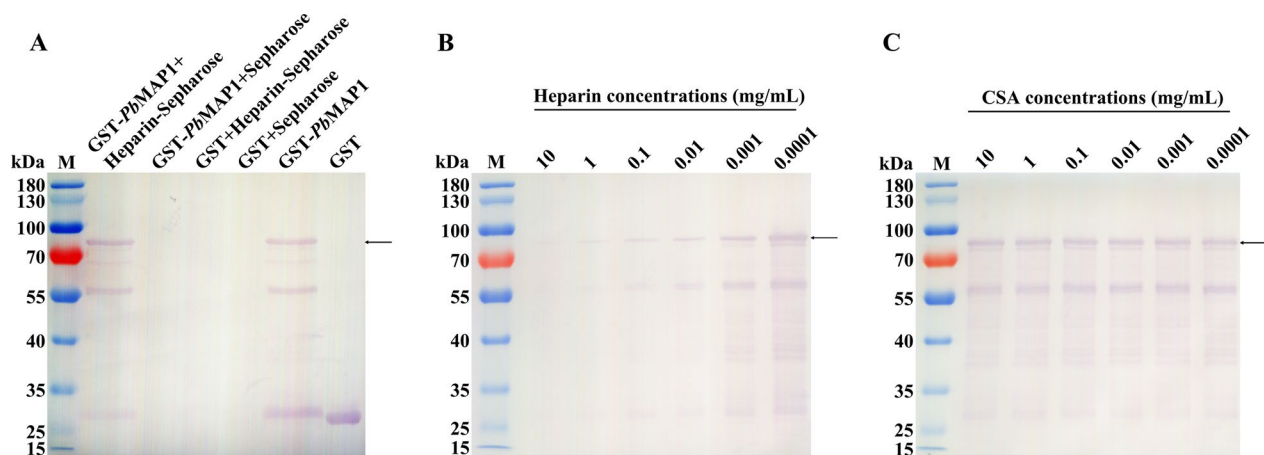 A
GST-PbMAP1+
Heparin-Sepharose
GST-PbMAP1+Sepharose
GST+Heparin-Sepharose
GST+Sepharose
GST-PbMAP1
GST
kDa M
180
130
100
70
55
40
35
25
15
B
Heparin concentrations (mg/mL)
kDa M 10 1 0.1 0.01 0.001 0.0001
180
130
100
70
55
40
35
25
15
C
CSA concentrations (mg/mL)
kDa M 10 1 0.1 0.01 0.001 0.0001
180
130
100
70
55
40
35
25
15